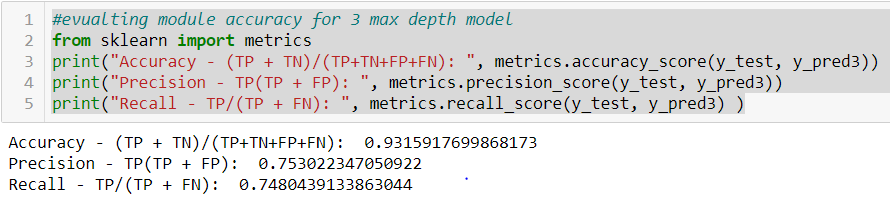 1 #evualting module accuracy for 3 max depth model
2 from sklearn import metrics
3 print("Accuracy - (TP + TN)/(TP+TN+FP+FN): ", metrics.accuracy_score(y_test, y_pred3))
4 print("Precision - TP(TP + FP): ", metrics.precision_score(y_test, y_pred3))
5 print("Recall - TP/(TP + FN): ", metrics.recall_score(y_test, y_pred3) )
Accuracy - (TP + TN)/(TP+TN+FP+FN):  0.9315917699868173
Precision - TP(TP + FP):  0.753022347050922
Recall - TP/(TP + FN):  0.7480439133863044